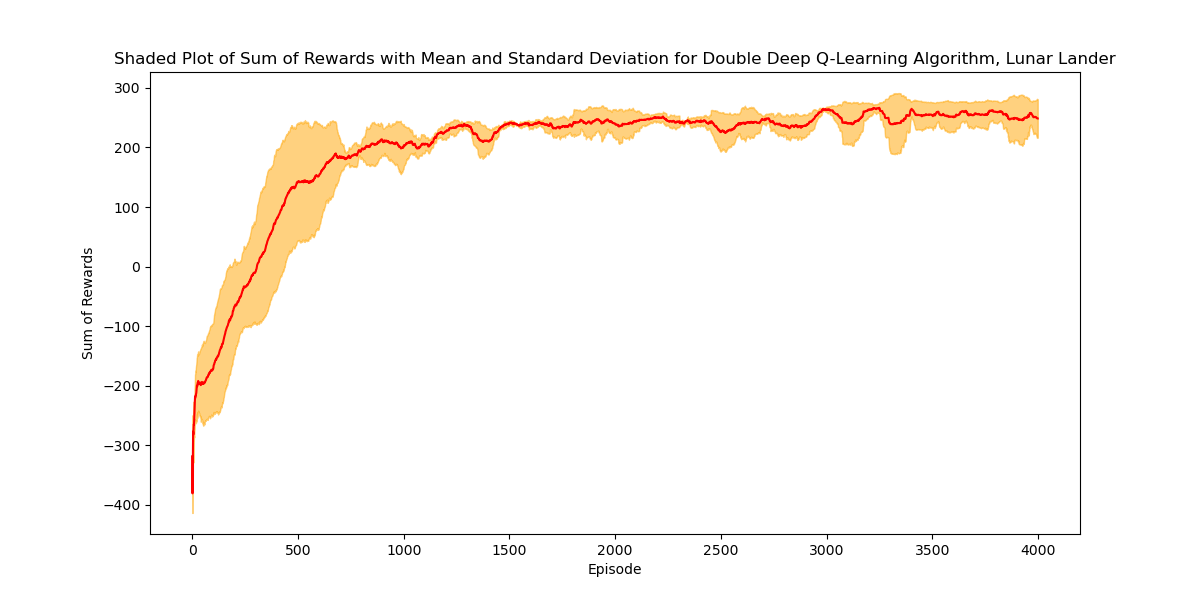 Shaded Plot of Sum of Rewards with Mean and Standard Deviation for Double Deep Q-Learning Algorithm, Lunar Lander
300
200
100
0
−100
−200
−300
−400
Sum of Rewards
0 500 1000 1500 2000 2500 3000 3500 4000
Episode